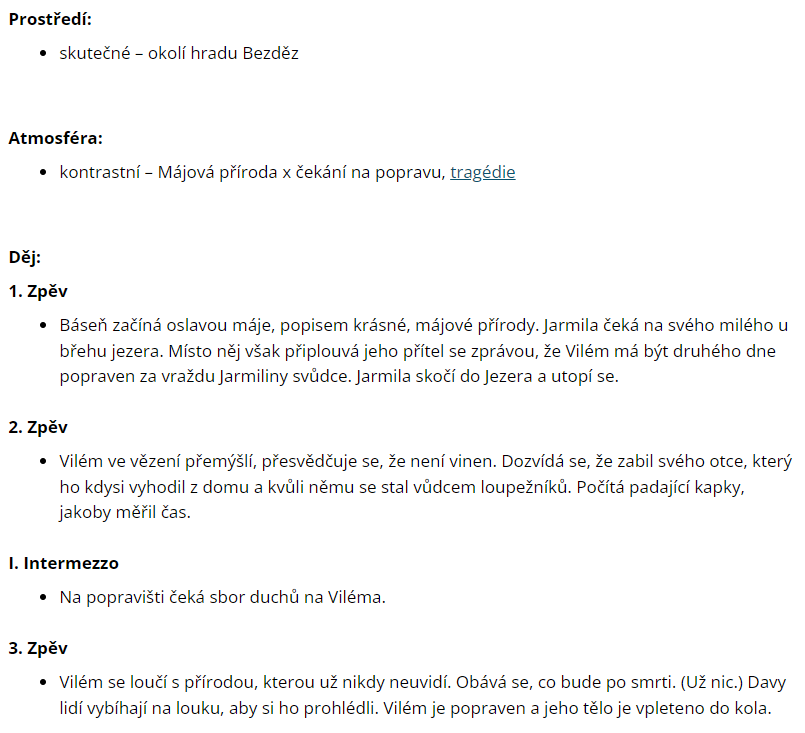 Prostředí:
• skutečné – okolí hradu Bezděz
Atmosféra:
• kontrastní – Májová příroda x čekání na popravu, tragédie
Děj:
1. Zpěv
• Báseň začíná oslavou máje, popisem krásné, májové přírody. Jarmila čeká na svého milého u
břehu jezera. Místo něj však připlouvá jeho přítel se zprávou, že Vilém má být druhého dne
popraven za vraždu Jarmiliny svůdce. Jarmila skočí do Jezera a utopí se.
2. Zpěv
• Vilém ve vězení přemýšlí, přesvědčuje se, že není vinen. Dozvídá se, že zabil svého otce, který
ho kdysi vyhodil z domu a kvůli němu se stal vůdcem loupežníků. Počítá padající kapky,
jakoby měřil čas.
I. Intermezzo
• Na popravišti čeká sbor duchů na Viléma.
3. Zpěv
• Vilém se loučí s přírodou, kterou už nikdy neuvidí. Obává se, co bude po smrti. (Už nic.) Davy
lidí vybíhají na louku, aby si ho prohlédli. Vilém je popraven a jeho tělo je vpleteno do kola.